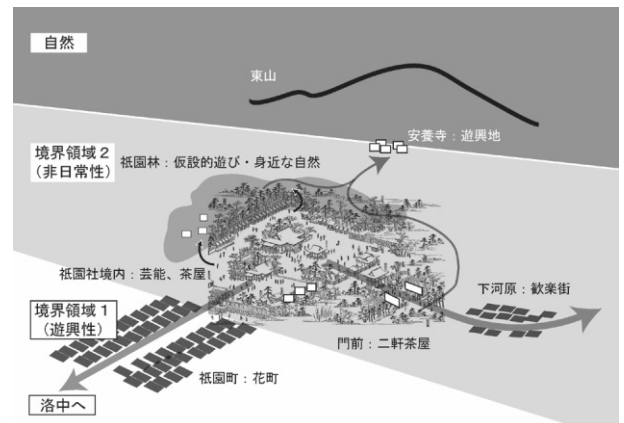 自然
東山
安養寺：遊興地
境界領域２
（非日常性）
祇園林：仮設的遊び・身近な自然
祇園社境内：芸能、茶屋
下河原：歓楽街
境界領域１
（遊興性）
門前：二軒茶屋
祇園町：花町
洛中へ